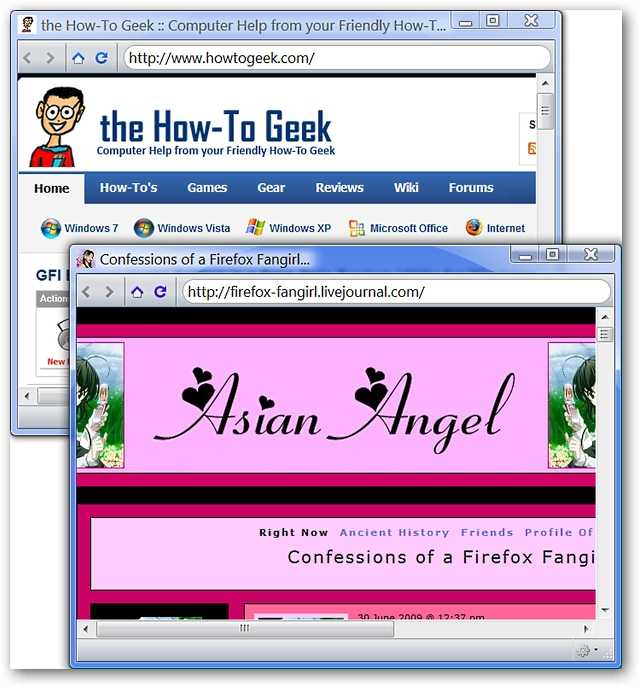 the How-To Geek :: Computer Help from your Friendly How-T...
http://www.howtogeek.com/
the How-To Geek
Computer Help from your Friendly How-To Geek
S
Home How-To's Games Gear Reviews Wiki Forums
Windows 7 Windows Vista Windows XP Microsoft Office Internet
GFI
Action
New
Confessions of a Firefox Fangirl...
http://firefox-fangirl.livejournal.com/
Asian Angel
Right Now Ancient History Friends Profile Of
Confessions of a Firefox Fangi
30 June 2009 @ 12:37 pm